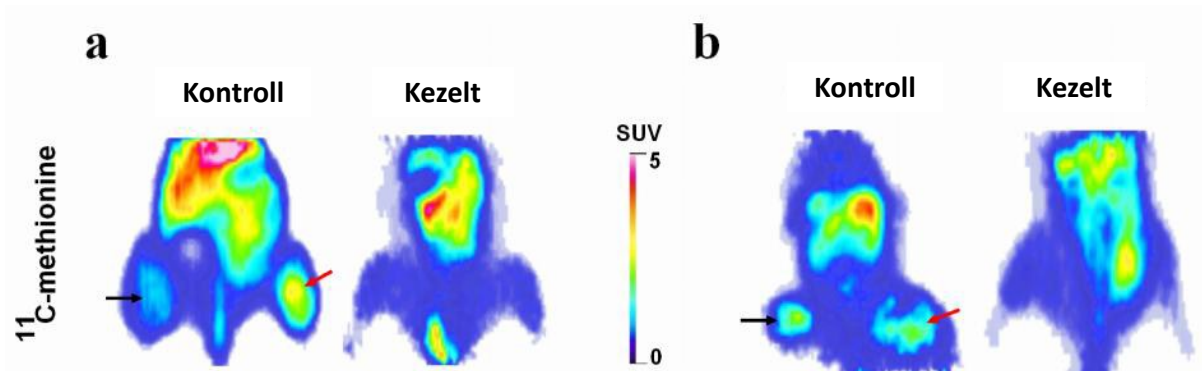 a
b
Kontroll
Kezelt
Kontroll
Kezelt
SUV
5
0
11C-methionine